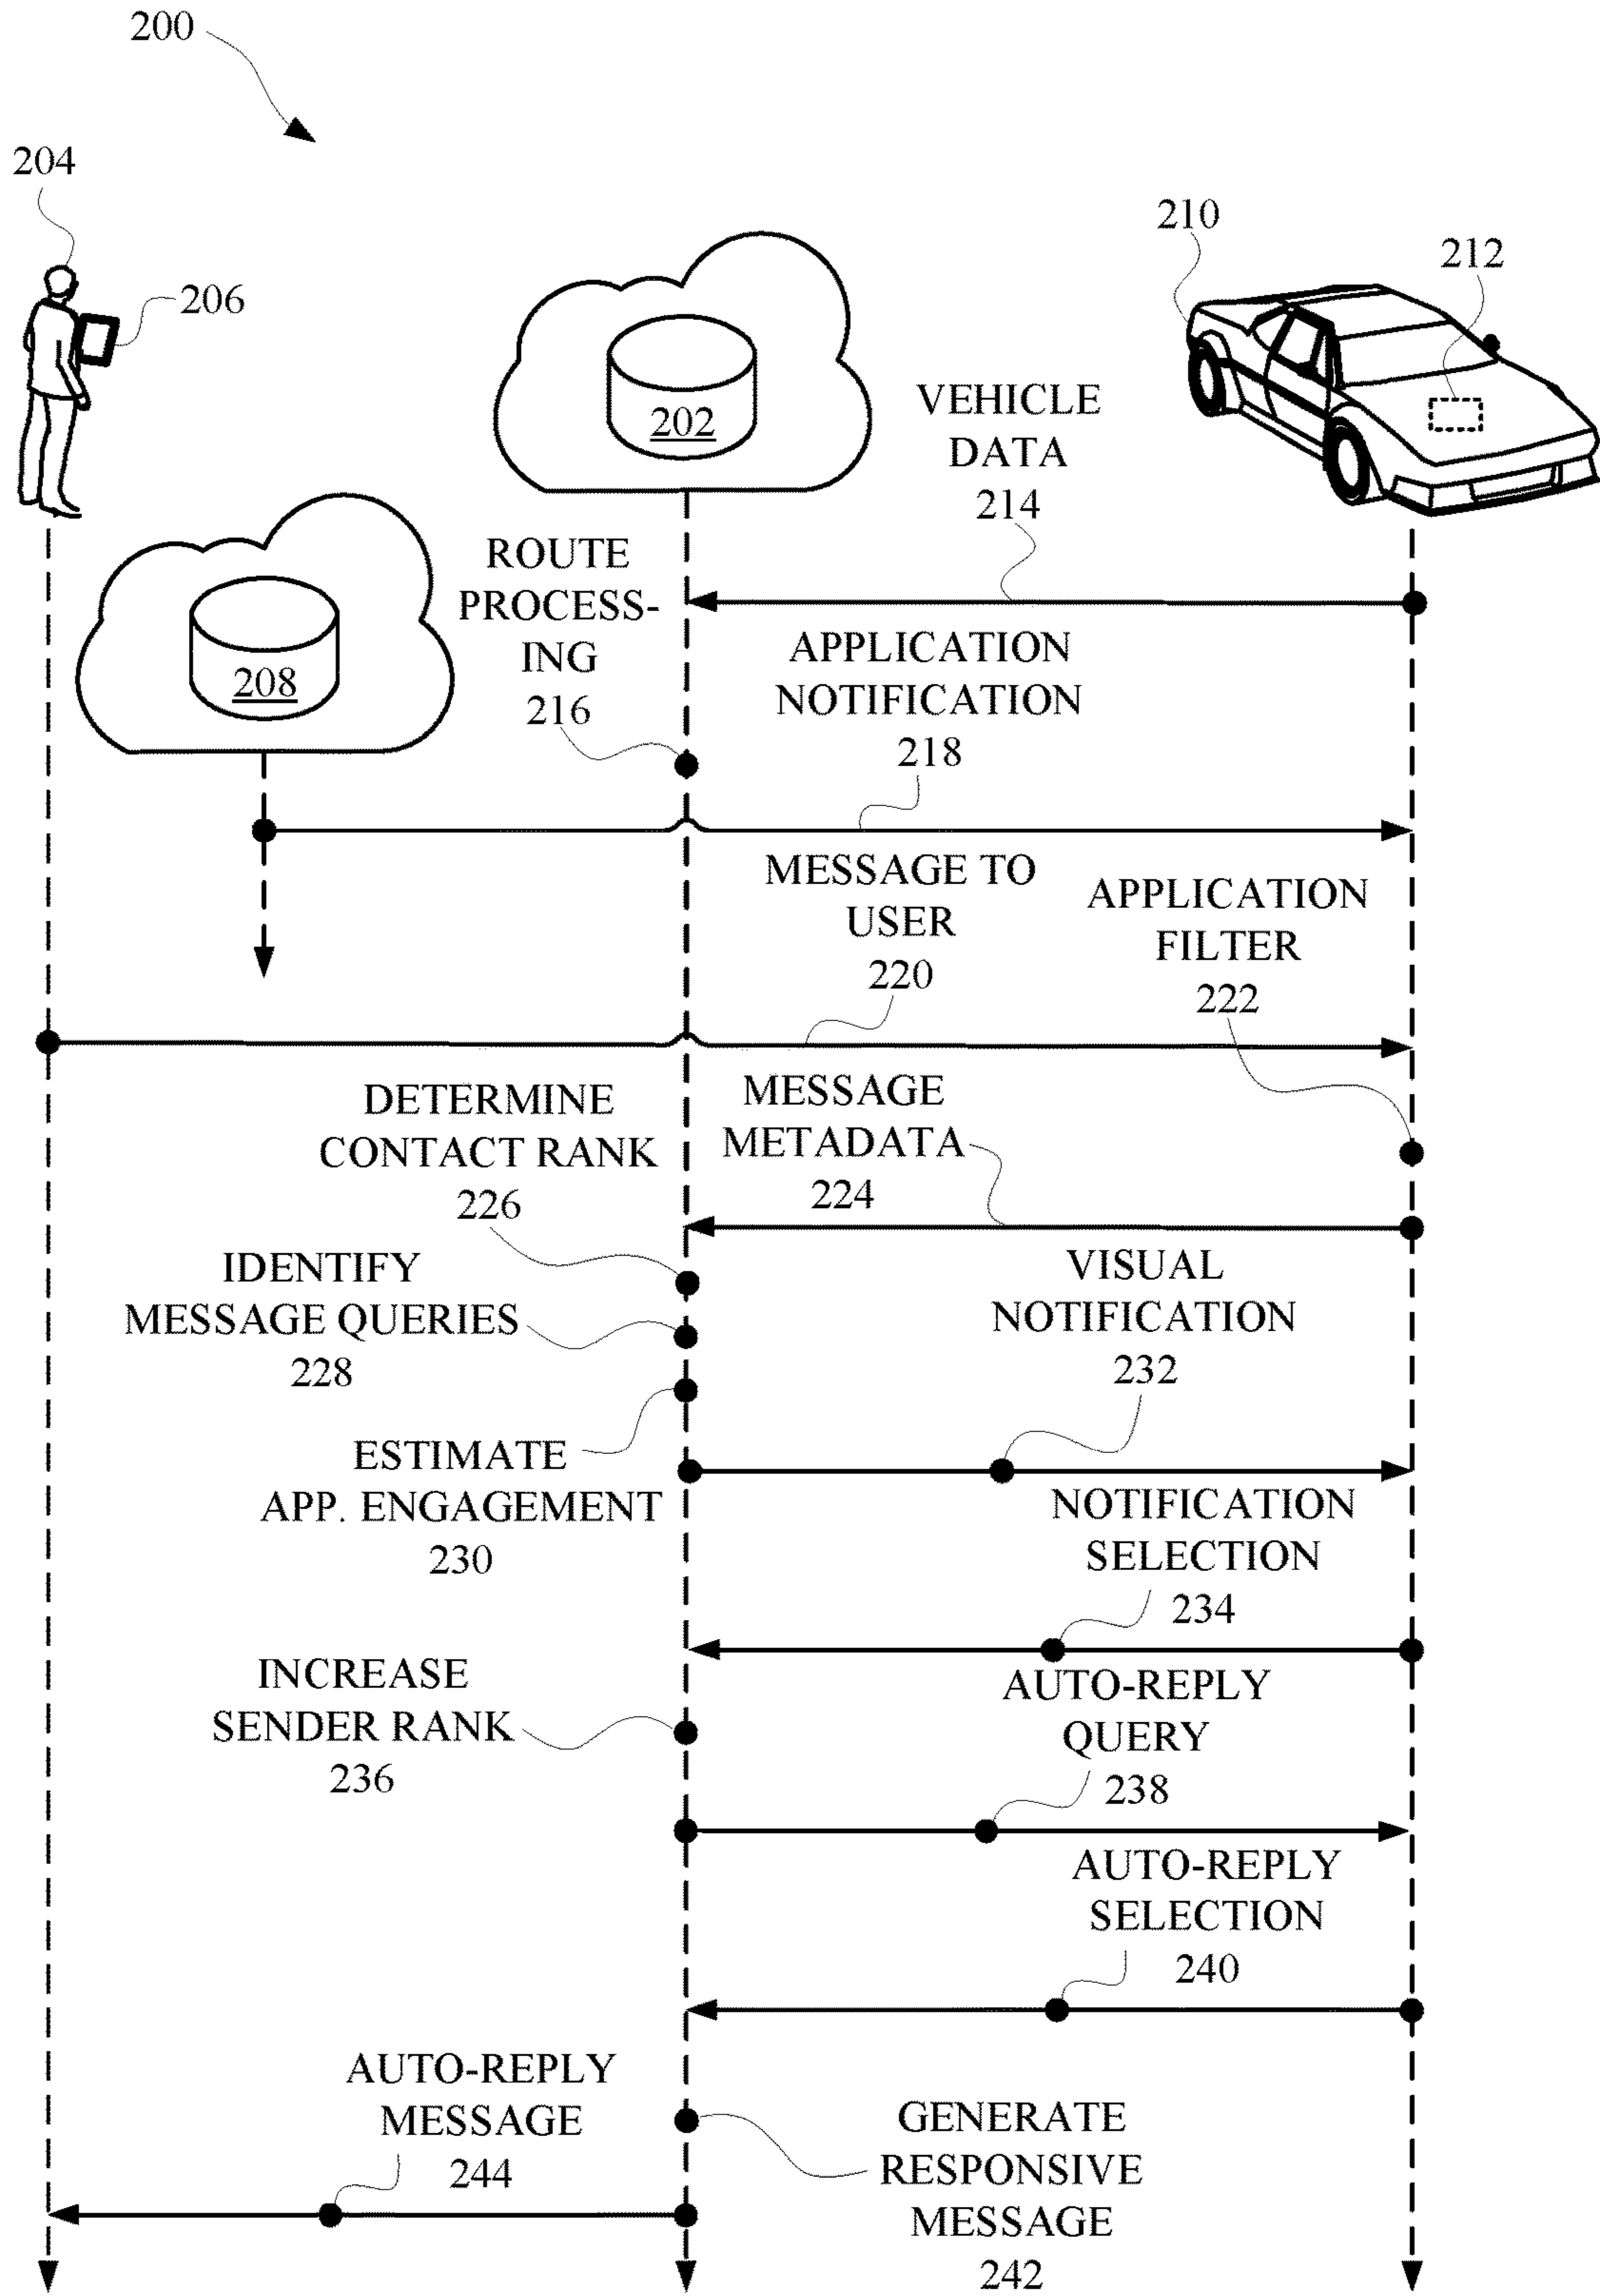 200
204
206
210
212
202
VEHICLE
DATA
214
208
ROUTE
PROCESS-
ING
216
APPLICATION
NOTIFICATION
218
MESSAGE TO
USER
220
APPLICATION
FILTER
222
DETERMINE
CONTACT RANK
226
MESSAGE
METADATA
224
IDENTIFY
MESSAGE QUERIES
228
VISUAL
NOTIFICATION
232
ESTIMATE
APP. ENGAGEMENT
230
NOTIFICATION
SELECTION
234
INCREASE
SENDER RANK
236
AUTO-REPLY
QUERY
238
AUTO-REPLY
SELECTION
240
AUTO-REPLY
MESSAGE
244
GENERATE
RESPONSIVE
MESSAGE
242